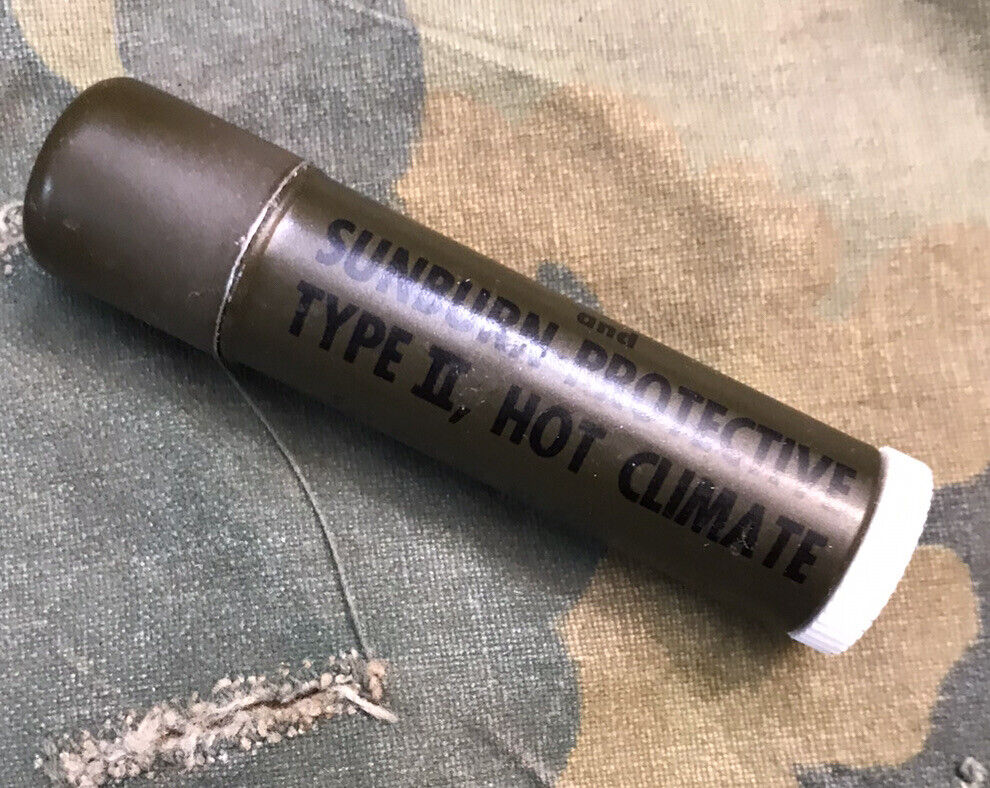 and
SUNBURN PROTECTIVE
TYPE II, HOT CLIMATE